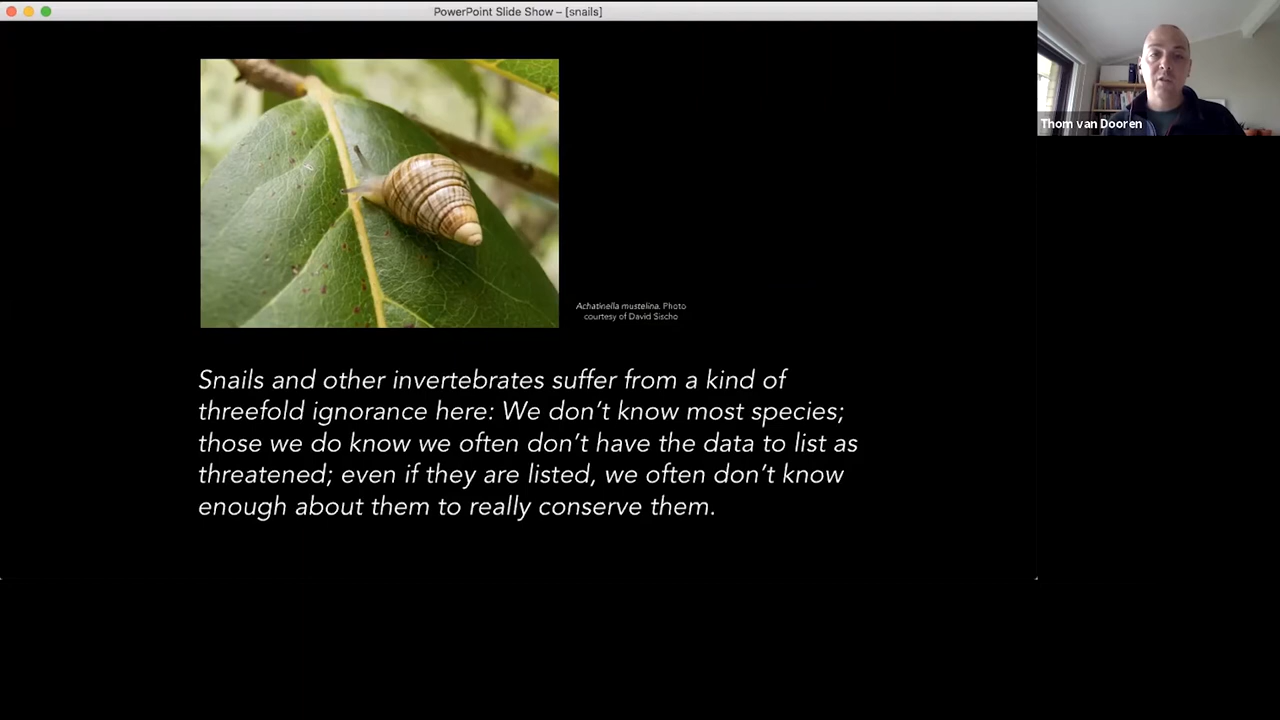 PowerPoint Slide Show – [snails]
Thom van Dooren
Achatinella mustelina. Photo
courtesy of David Sischo
Snails and other invertebrates suffer from a kind of
threefold ignorance here: We don’t know most species;
those we do know we often don’t have the data to list as
threatened; even if they are listed, we often don’t know
enough about them to really conserve them.